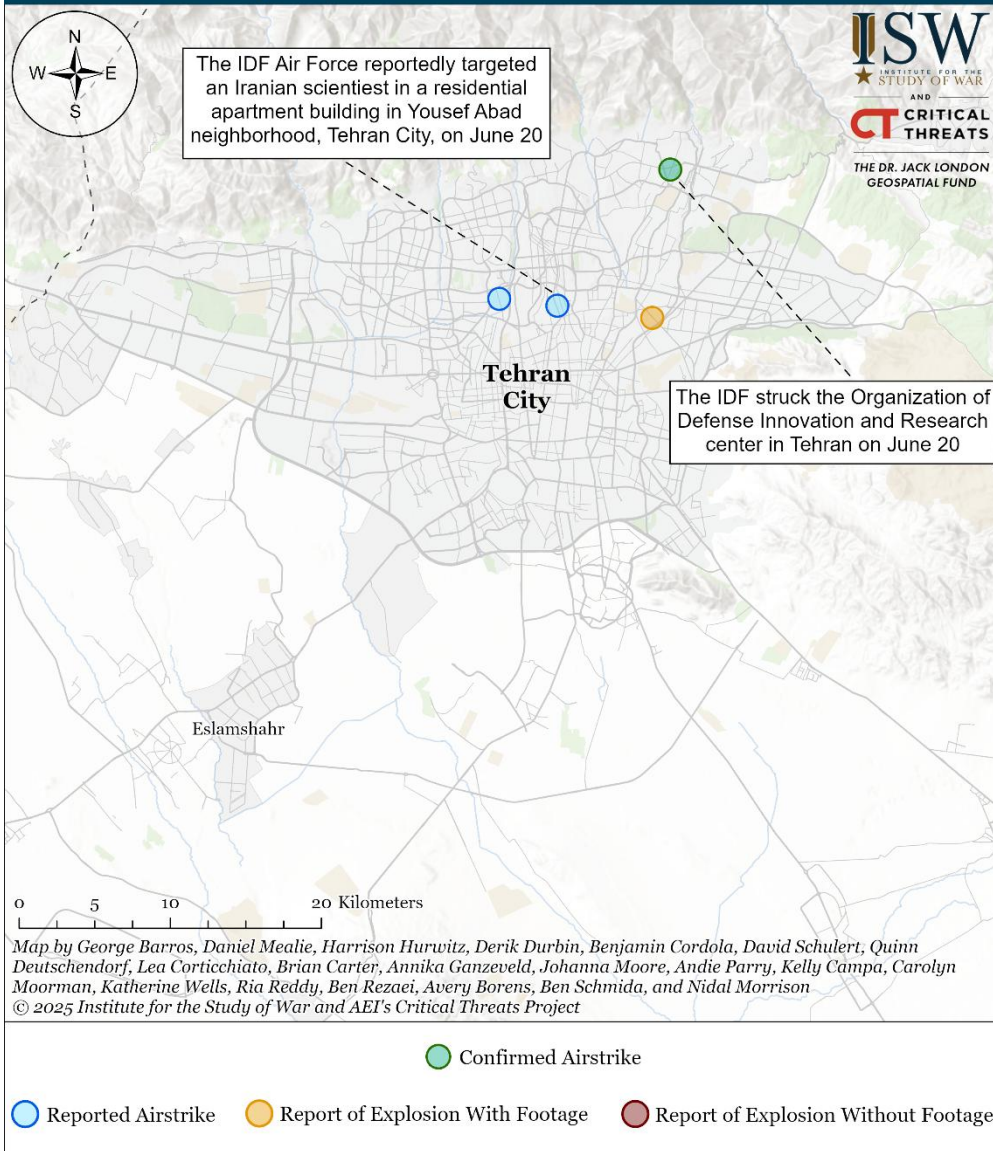 N
W E
S
The IDF Air Force reportedly targeted
an Iranian scientiest in a residential
apartment building in Yousef Abad
neighborhood, Tehran City, on June 20
ISW
INSTITUTE FOR THE
STUDY OF WAR
AND
CT CRITICAL
THREATS
THE DR. JACK LONDON
GEOSPATIAL FUND
Tehran
City
The IDF struck the Organization of
Defense Innovation and Research
center in Tehran on June 20
Eslamshahr
0 5 10 20 Kilometers
Map by George Barros, Daniel Mealie, Harrison Hurwitz, Derik Durbin, Benjamin Cordola, David Schulert, Quinn
Deutschendorf, Lea Corticchiato, Brian Carter, Annika Ganzeveld, Johanna Moore, Andie Parry, Kelly Campa, Carolyn
Moorman, Katherine Wells, Ria Reddy, Ben Rezaei, Avery Borens, Ben Schmida, and Nidal Morrison
© 2025 Institute for the Study of War and AEI's Critical Threats Project
Confirmed Airstrike
Reported Airstrike Report of Explosion With Footage Report of Explosion Without Footage